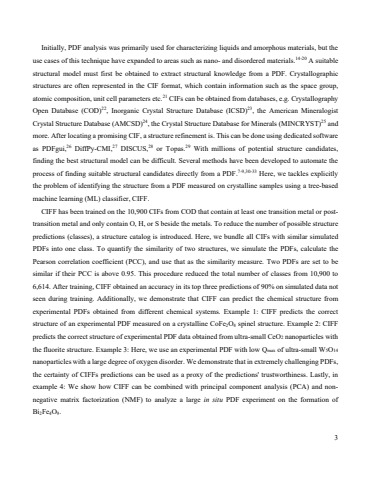 Initially, PDF analysis was primarily used for characterizing liquids and amorphous materials, but the
use cases of this technique have expanded to areas such as nano- and disordered materials.19-20 A suitable
structural model must first be obtained to extract structural knowledge from a PDF. Crystallographic
structures are often represented in the CIF format, which contain information such as the space group,
atomic composition, unit cell parameters etc.21 CIFs can be obtained from databases, e.g. Crystallography
Open Database (COD)22, Inorganic Crystal Structure Database (ICSD)23, the American Mineralogist
Crystal Structure Database (AMCSD)24, the Crystal Structure Database for Minerals (MINCRYST)25 and
more. After locating a promising CIF, a structure refinement is. This can be done using dedicated software
as PDFgui,26 DiffPy-CMI,27 DISCUS,28 or Topas.29 With millions of potential structure candidates,
finding the best structural model can be difficult. Several methods have been developed to automate the
process of finding suitable structural candidates directly from a PDF.7-8,30-33 Here, we tackles explicitly
the problem of identifying the structure from a PDF measured on crystalline samples using a tree-based
machine learning (ML) classifier, CIFF.
CIFF has been trained on the 10,900 CIFs from COD that contain at least one transition metal or post-
transition metal and only contain O, H, or S beside the metals. To reduce the number of possible structure
predictions (classes), a structure catalog is introduced. Here, we bundle all CIFs with similar simulated
PDFs into one class. To quantify the similarity of two structures, we simulate the PDFs, calculate the
Pearson correlation coefficient (PCC), and use that as the similarity measure. Two PDFs are set to be
similar if their PCC is above 0.95. This procedure reduced the total number of classes from 10,900 to
6,614. After training, CIFF obtained an accuracy in its top three predictions of 90% on simulated data not
seen during training. Additionally, we demonstrate that CIFF can predict the chemical structure from
experimental PDFs obtained from different chemical systems. Example 1: CIFF predicts the correct
structure of an experimental PDF measured on a crystalline CoFe2O4 spinel structure. Example 2: CIFF
predicts the correct structure of experimental PDF data obtained from ultra-small CeO2 nanoparticles with
the fluorite structure. Example 3: Here, we use an experimental PDF with low Qmax of ultra-small W5O14
nanoparticles with a large degree of oxygen disorder. We demonstrate that in extremely challenging PDFs,
the certainty of CIFFs predictions can be used as a proxy of the predictions' trustworthiness. Lastly, in
example 4: We show how CIFF can be combined with principal component analysis (PCA) and non-
negative matrix factorization (NMF) to analyze a large in situ PDF experiment on the formation of
Bi2Fe4O9.
3